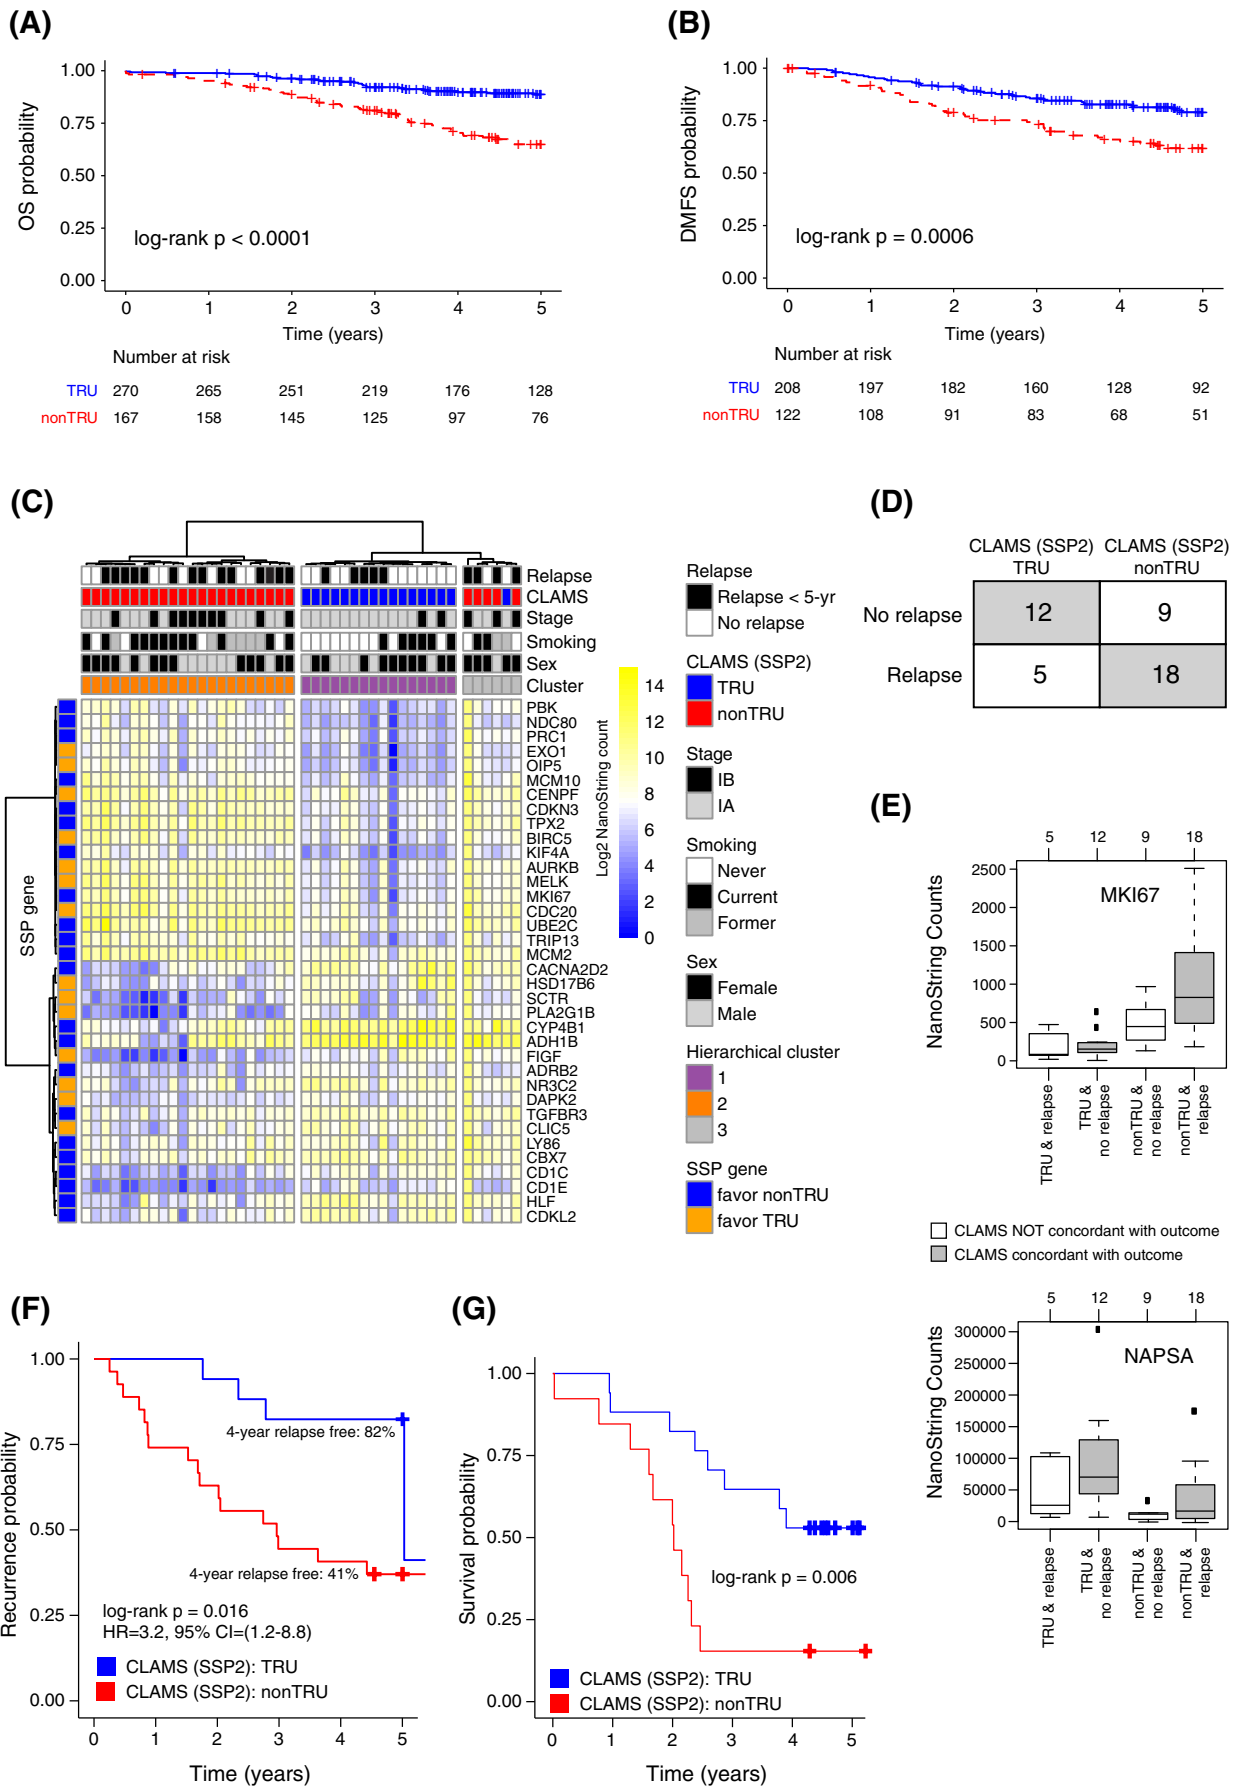 (A)
OS probability
1.00
0.75
0.50
0.25
0.00
log-rank p < 0.0001
0 1 2 3 4 5
Time (years)
Number at risk
TRU 270 265 251 219 176 128
nonTRU 167 158 145 125 97 76
(B)
DMFS probability
1.00
0.75
0.50
0.25
0.00
log-rank p = 0.0006
0 1 2 3 4 5
Time (years)
Number at risk
TRU 208 197 182 160 128 92
nonTRU 122 108 91 83 68 51
(C)
Relapse
CLAMS
Stage
Smoking
Sex
Cluster
SSP gene
PBK
NDC80
PRC1
EXO1
OIP5
MCM10
CENPF
CDKN3
TPX2
BIRC5
KIF4A
AURKB
MELK
MKI67
CDC20
UBE2C
TRIP13
MCM2
CACNA2D2
HSD17B6
SCTR
PLA2G1B
CYP4B1
ADH1B
FIGF
ADRB2
NR3C2
DAPK2
TGFBR3
CLIC5
LY86
CBX7
CD1C
CD1E
HLF
CDKL2
Log2 NanoString count
14
12
10
8
6
4
2
0
Relapse
Relapse < 5-yr
No relapse
CLAMS (SSP2)
TRU
nonTRU
Stage
IB
IA
Smoking
Never
Current
Former
Sex
Female
Male
Hierarchical cluster
1
2
3
SSP gene
favor nonTRU
favor TRU
(D)
CLAMS (SSP2) CLAMS (SSP2)
TRU nonTRU
No relapse 12 9
Relapse 5 18
(E)
5 12 9 18
NanoString Counts
2500
2000
1500
1000
500
0
MKI67
TRU & relapse
TRU &
no relapse
nonTRU &
no relapse
nonTRU &
relapse
CLAMS NOT concordant with outcome
CLAMS concordant with outcome
5 12 9 18
NanoString Counts
300000
250000
200000
150000
100000
50000
0
NAPSA
TRU & relapse
TRU &
no relapse
nonTRU &
no relapse
nonTRU &
relapse
(F)
Recurrence probability
1.00
0.75
0.50
0.25
0.00
4-year relapse free: 82%
4-year relapse free: 41%
log-rank p = 0.016
HR=3.2, 95% CI=(1.2-8.8)
CLAMS (SSP2): TRU
CLAMS (SSP2): nonTRU
0 1 2 3 4 5
Time (years)
(G)
Survival probability
1.00
0.75
0.50
0.25
0.00
log-rank p = 0.006
CLAMS (SSP2): TRU
CLAMS (SSP2): nonTRU
0 1 2 3 4 5
Time (years)